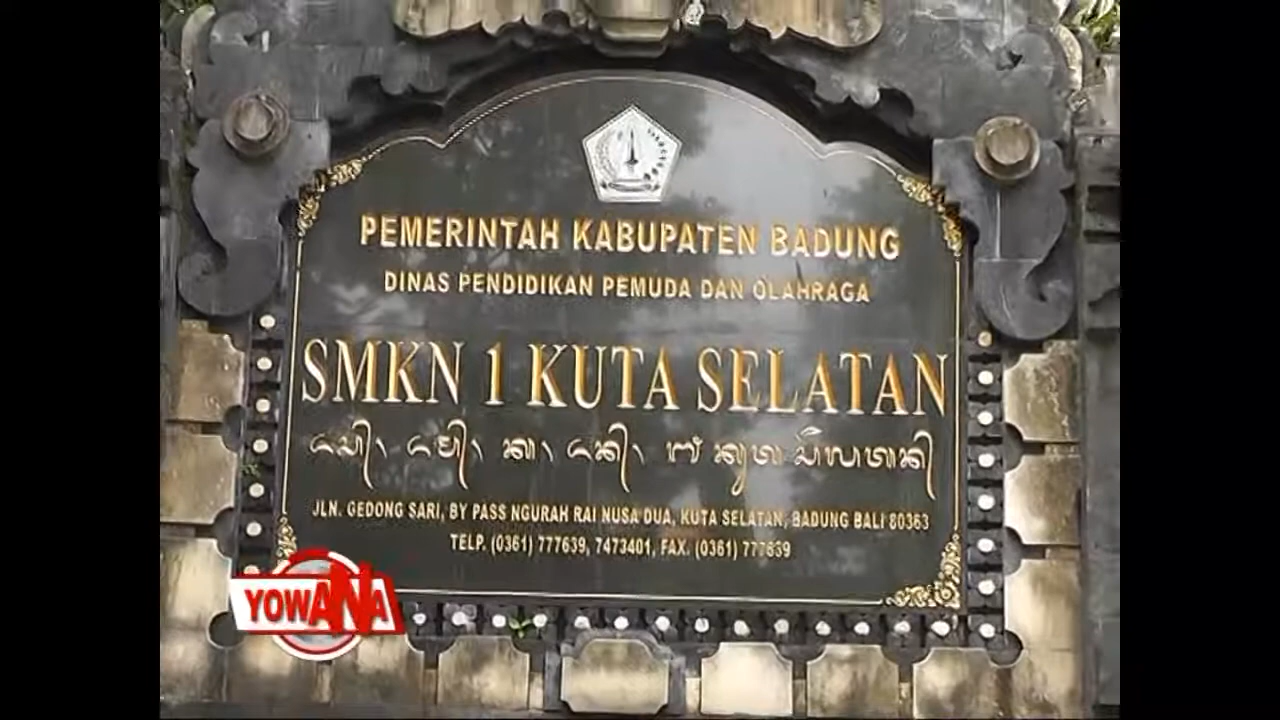 PEMERINTAH KABUPATEN BADUNG
DINAS PENDIDIKAN PEMUDA DAN OLAHRAGA
SMKN 1 KUTA SELATAN
JLN. GEDONG SARI, BY PASS NGURAH RAI NUSA DUA, KUTA SELATAN, BADUNG BALI 80363
TELP. (0361) 777639, 7473401, FAX. (0361) 777639
YOWANA